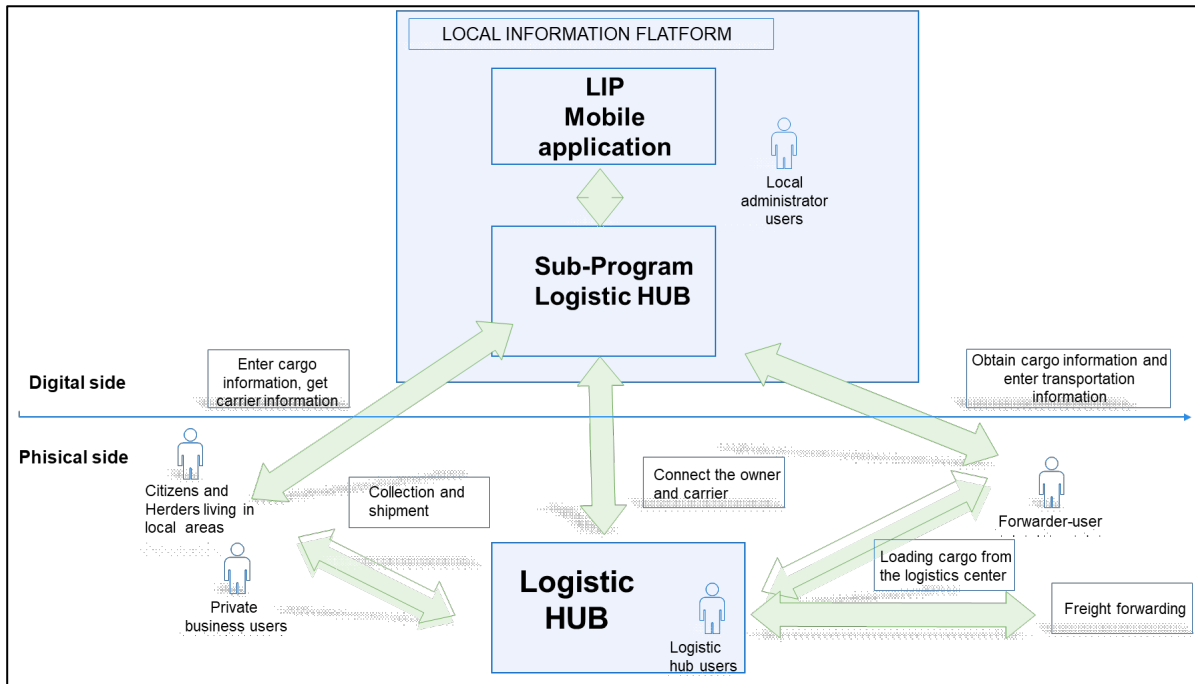 LOCAL INFORMATION FLATFORM
LIP
Mobile
application
Local
administrator
users
Sub-Program
Logistic HUB
Enter cargo
information, get
carrier information
Obtain cargo information and
enter transportation
information
Digital side
Phisical side
Citizens and
Herders living in
local areas
Collection and
shipment
Connect the owner
and carrier
Forwarder-user
Private
business users
Logistic
HUB
Logistic
hub users
Loading cargo from
the logistics center
Freight forwarding